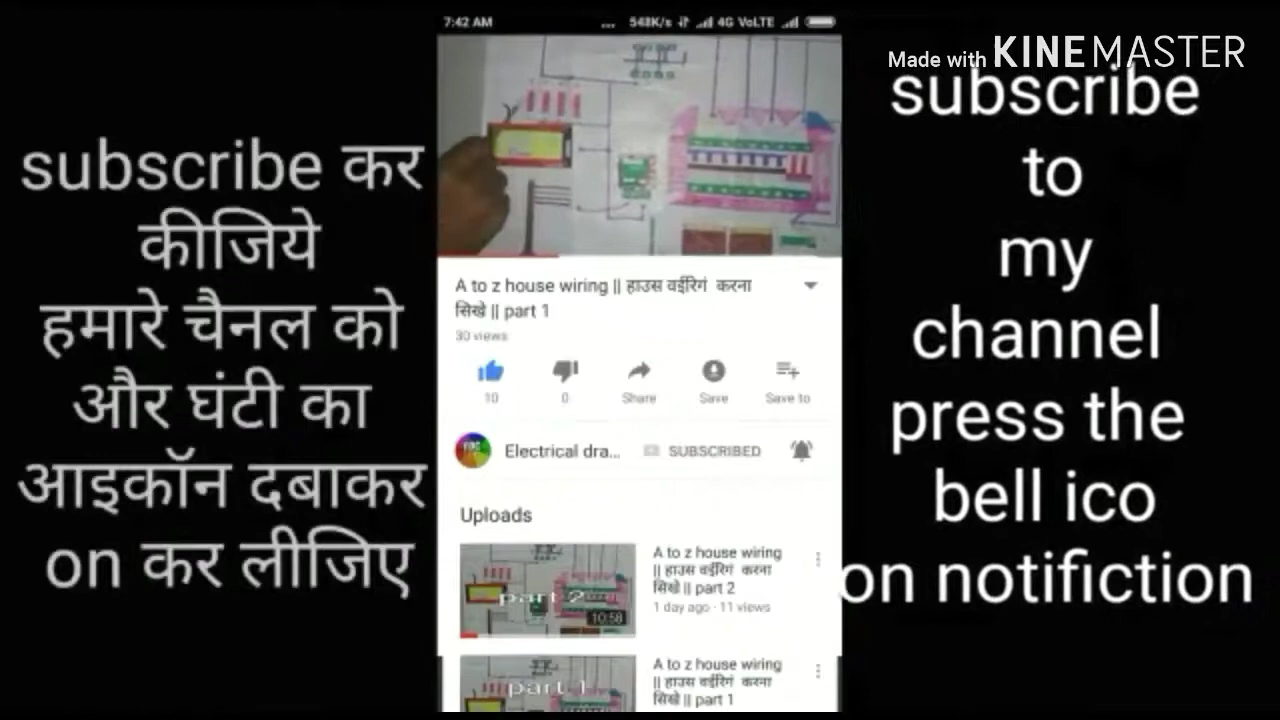 subscribe कर
कीजिये
हमारे चैनल को
और घंटी का
आइकॉन दबाकर
on कर लीजिए
7:42 AM
... 548K/s 4G VoLTE
A to z house wiring || हाउस वईरिगं करना
सिखे || part 1
30 views
10
0
Share
Save
Save to
Electrical dra...
SUBSCRIBED
Uploads
part 2
10:58
A to z house wiring
|| हाउस वईरिगं करना
सिखे || part 2
1 day ago · 11 views
part 1
A to z house wiring
|| हाउस वईरिगं करना
सिखे || part 1
Made with KINEMASTER
subscribe
to
my
channel
press the
bell ico
on notifiction